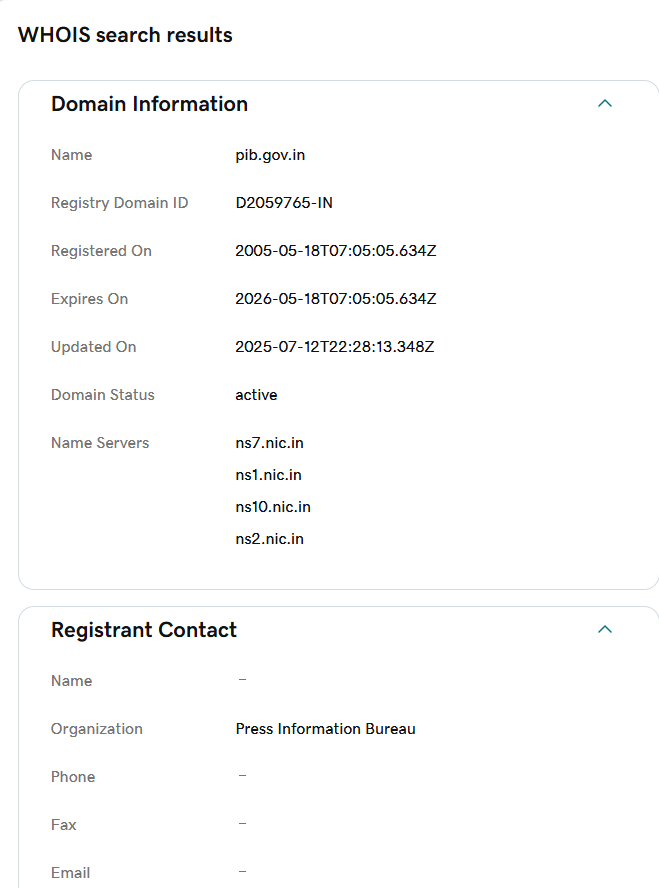 WHOIS search results
Domain Information
Name pib.gov.in
Registry Domain ID D2059765-IN
Registered On 2005-05-18T07:05:05.634Z
Expires On 2026-05-18T07:05:05.634Z
Updated On 2025-07-12T22:28:13.348Z
Domain Status active
Name Servers ns7.nic.in
ns1.nic.in
ns10.nic.in
ns2.nic.in
Registrant Contact
Name –
Organization Press Information Bureau
Phone –
Fax –
Email –